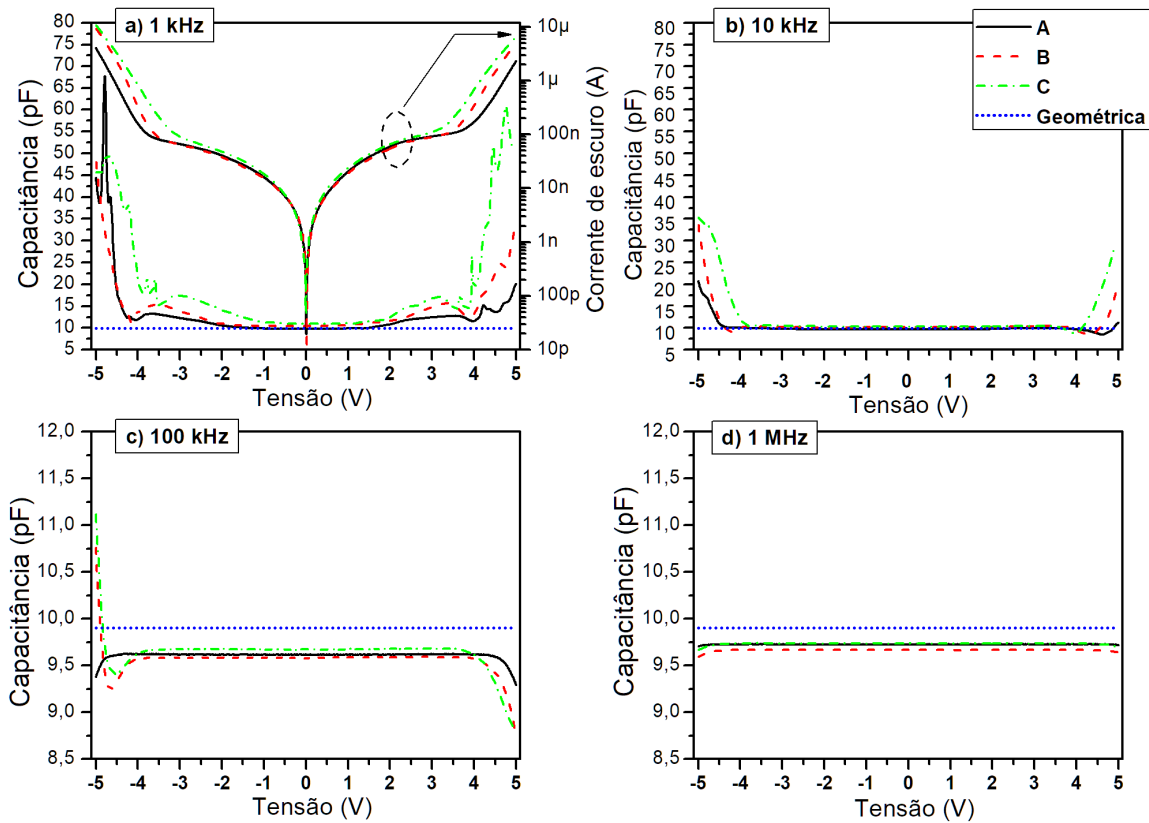 a) 1 kHz
80
75
70
65
60
55
50
45
40
35
30
25
20
15
10
5
Capacitância (pF)
10µ
1µ
100n
10n
1n
100p
10p
Corrente de escuro (A)
-5 -4 -3 -2 -1 0 1 2 3 4 5
Tensão (V)
b) 10 kHz
80
75
70
65
60
55
50
45
40
35
30
25
20
15
10
5
Capacitância (pF)
A
B
C
Geométrica
-5 -4 -3 -2 -1 0 1 2 3 4 5
Tensão (V)
c) 100 kHz
12,0
11,5
11,0
10,5
10,0
9,5
9,0
8,5
Capacitância (pF)
-5 -4 -3 -2 -1 0 1 2 3 4 5
Tensão (V)
d) 1 MHz
12,0
11,5
11,0
10,5
10,0
9,5
9,0
8,5
Capacitância (pF)
-5 -4 -3 -2 -1 0 1 2 3 4 5
Tensão (V)